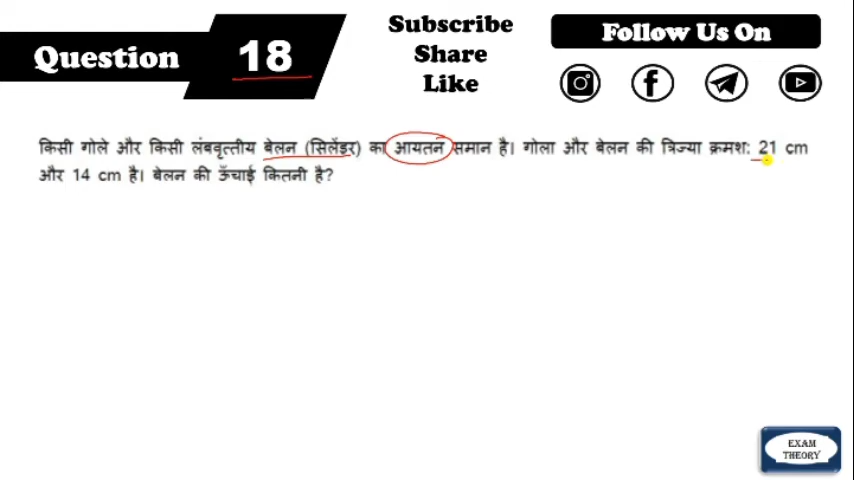 Question 18
Subscribe
Share
Like
Follow Us On
किसी गोले और किसी लंबवृत्तीय बेलन (सिलेंडर) का आयतन समान है। गोला और बेलन की त्रिज्या क्रमश: 21 cm
और 14 cm है। बेलन की ऊँचाई कितनी है?
EXAM
THEORY